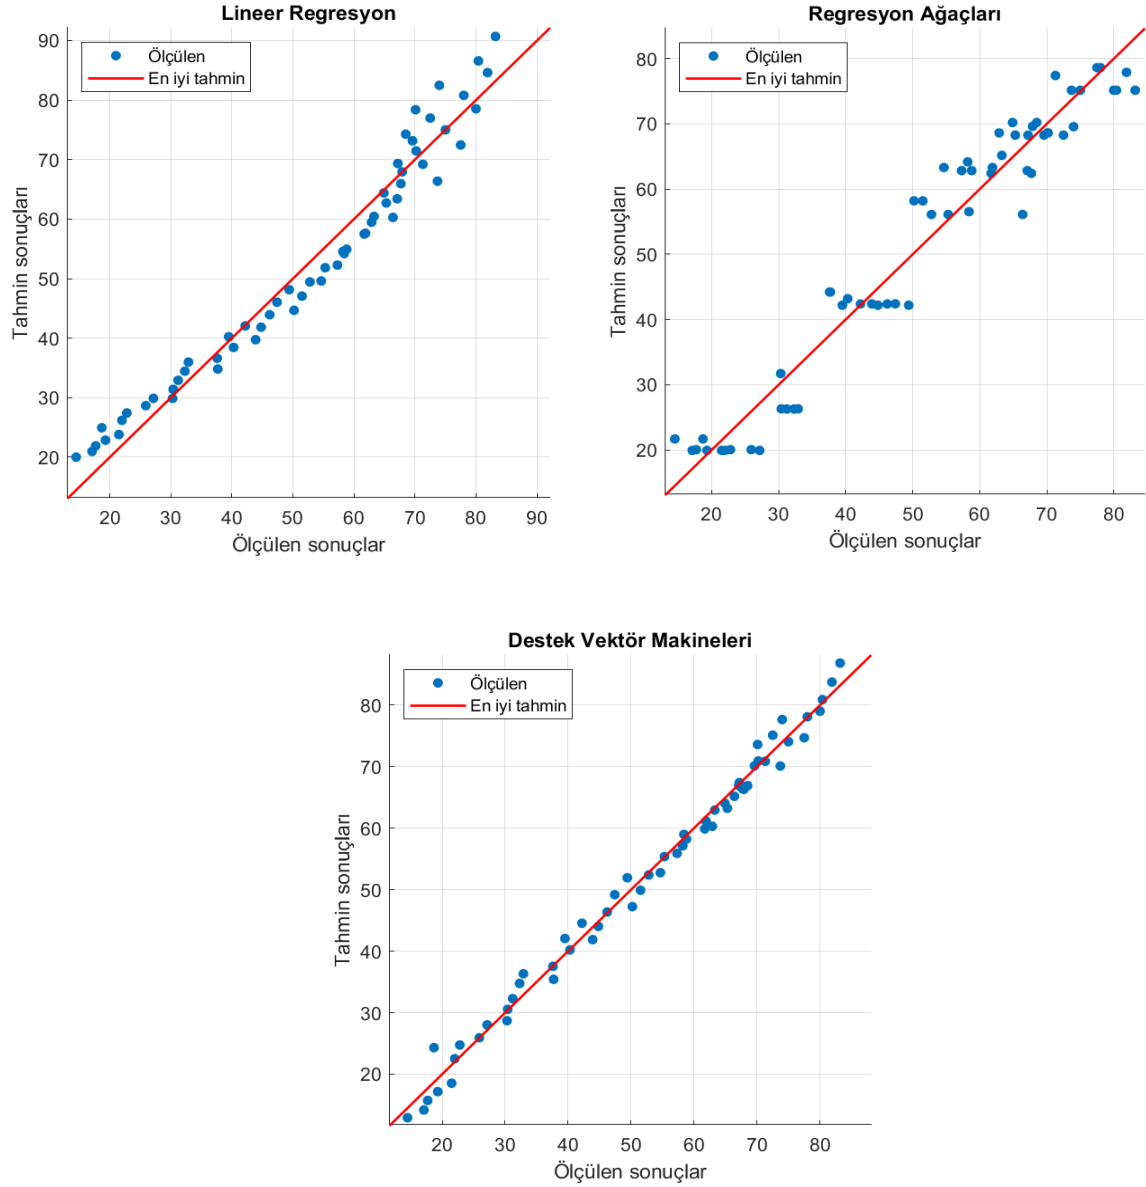 Lineer Regresyon
Ölçülen
En iyi tahmin
90
80
70
60
50
40
30
20
Tahmin sonuçları
20 30 40 50 60 70 80 90
Ölçülen sonuçlar
Regresyon Ağaçları
Ölçülen
En iyi tahmin
80
70
60
50
40
30
20
Tahmin sonuçları
20 30 40 50 60 70 80
Ölçülen sonuçlar
Destek Vektör Makineleri
Ölçülen
En iyi tahmin
80
70
60
50
40
30
20
Tahmin sonuçları
20 30 40 50 60 70 80
Ölçülen sonuçlar